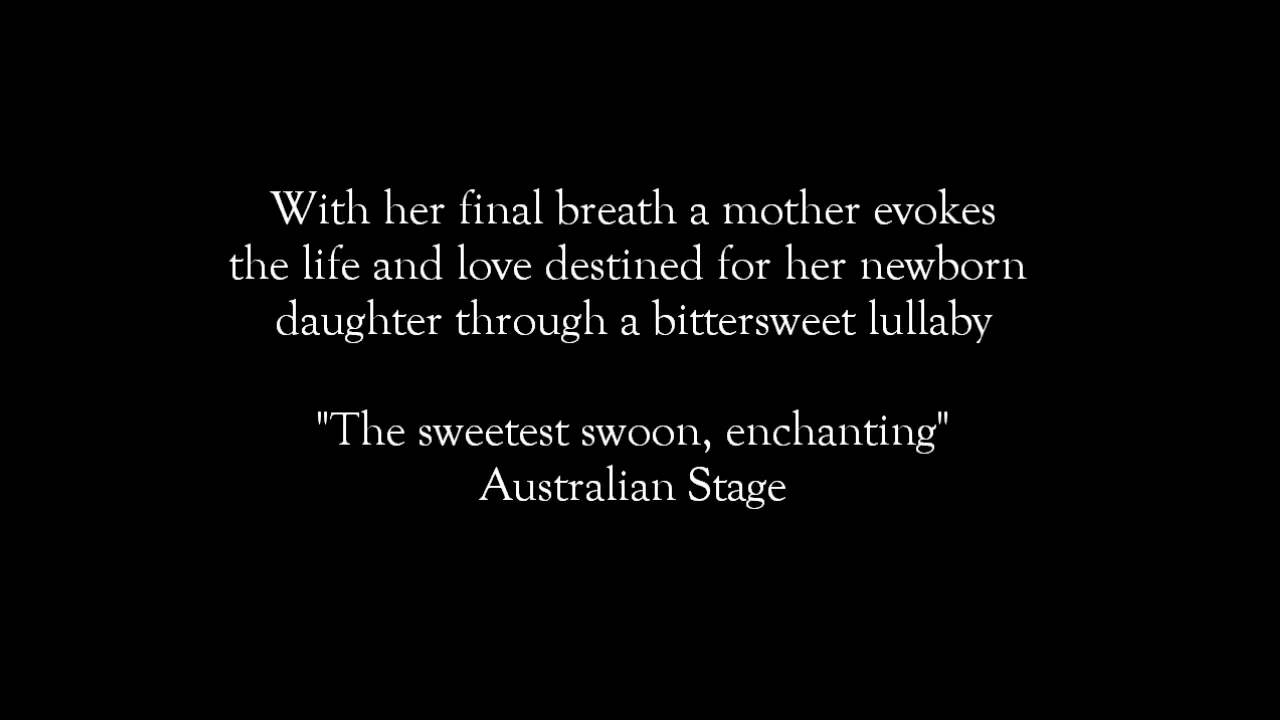 With her final breath a mother evokes
the life and love destined for her newborn
daughter through a bittersweet lullaby
"The sweetest swoon, enchanting"
Australian Stage